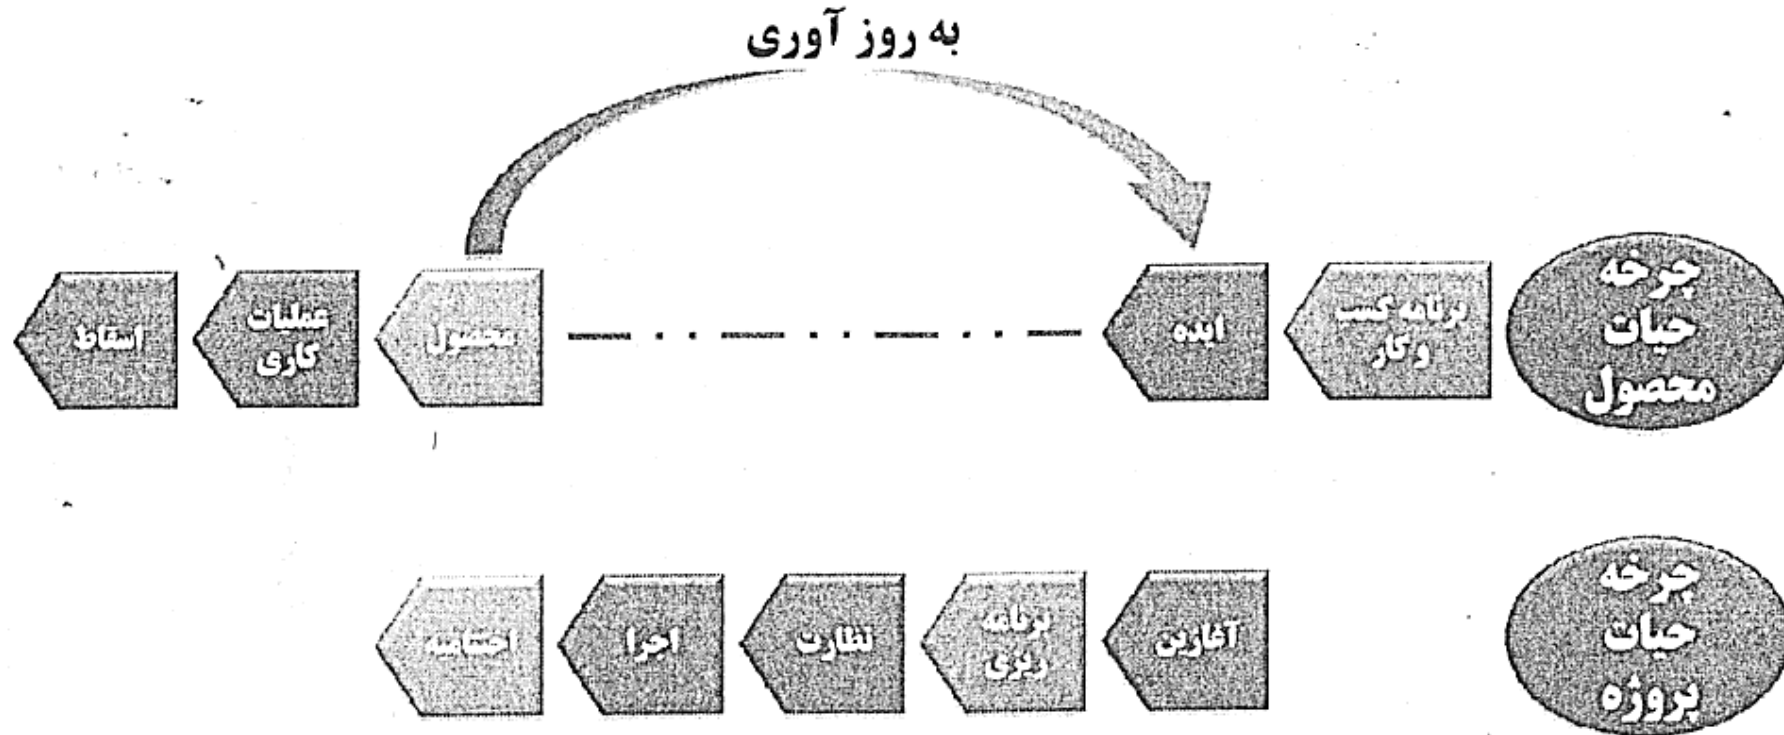 به روز آوری
چرخه
حیات
محصول
برنامه کسب
و کار
ایده
محصول
عملیات
کاری
اسقاط
چرخه
حیات
پروژه
آغازین
برنامه
ریزی
نظارت
اجرا
اختتامیه